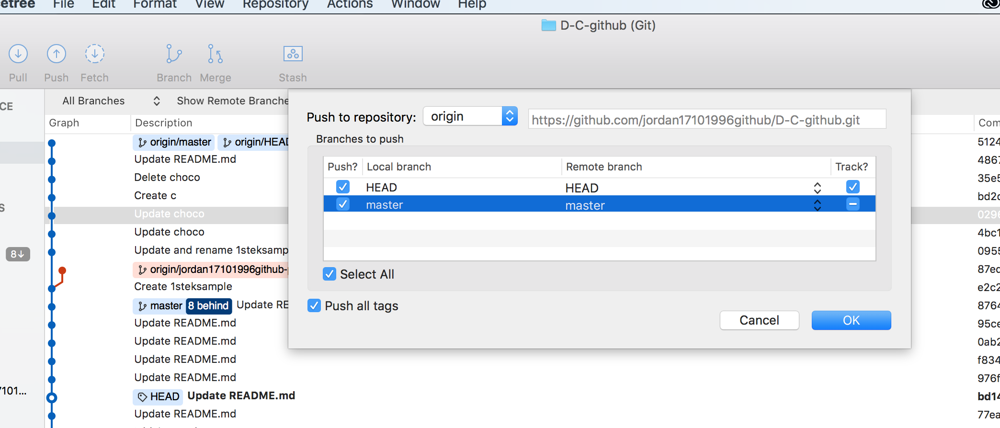 etree File Edit Format View Repository Actions Window Help
D-C-github (Git)
Pull Push Fetch Branch Merge Stash
CE
All Branches Show Remote Branche
Graph Description Com
Push to repository: origin https://github.com/jordan17101996github/D-C-github.git
Branches to push
Push? Local branch Remote branch Track?
HEAD HEAD
master master
Select All
Push all tags
Cancel OK
origin/master origin/HEAD 5124
Update README.md 4867
Delete choco 35e5
Create c bd2d
S
Update choco 0296
Update choco 4bc1
8↓
Update and rename 1steksamp 0955
origin/jordan17101996github- 87ed
Create 1steksample e2c2
master 8 behind Update RE 8764
Update README.md 95ce
Update README.md 0ab2
Update README.md f834
Update README.md 976f
7101...
HEAD Update README.md bd14
Update README.md 77ea